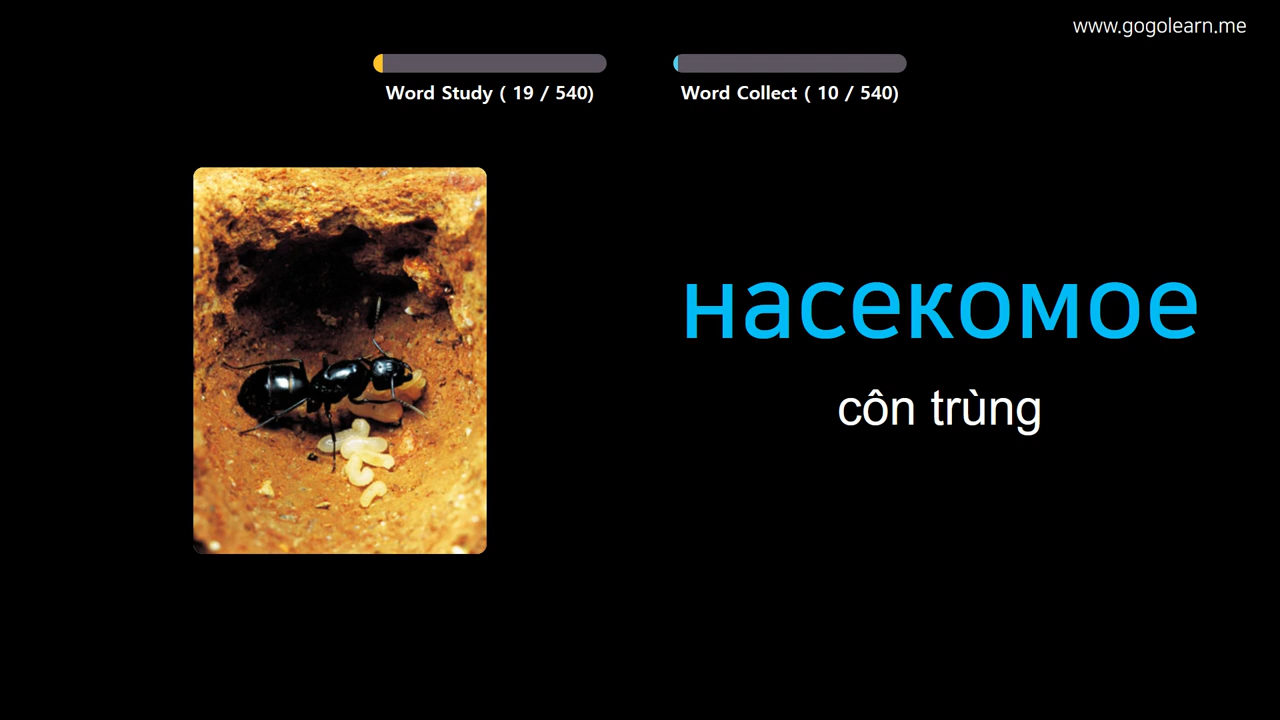 www.gogolearn.me
Word Study ( 19 / 540)
Word Collect ( 10 / 540)
насекомое
côn trùng